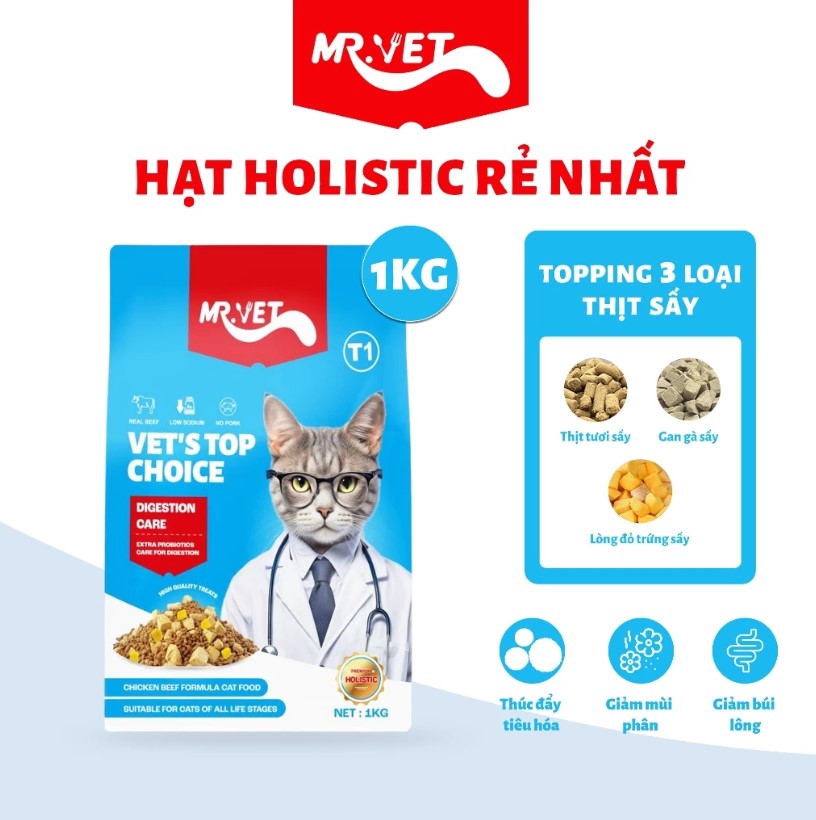 MR.VET
HẠT HOLISTIC RẺ NHẤT
1KG
MR.VET
T1
REAL BEEF
LOW SODIUM
NO PORK
VET'S TOP
CHOICE
DIGESTION
CARE
EXTRA PROBIOTICS
CARE FOR DIGESTION
HIGH QUALITY TREATS
CHICKEN BEEF FORMULA CAT FOOD
SUITABLE FOR CATS OF ALL LIFE STAGES
PREMIUM
HOLISTIC
NET : 1KG
TOPPING 3 LOẠI
THỊT SẤY
Thịt tươi sấy
Gan gà sấy
Lòng đỏ trứng sấy
Thúc đẩy
tiêu hóa
Giảm mùi
phân
Giảm búi
lông